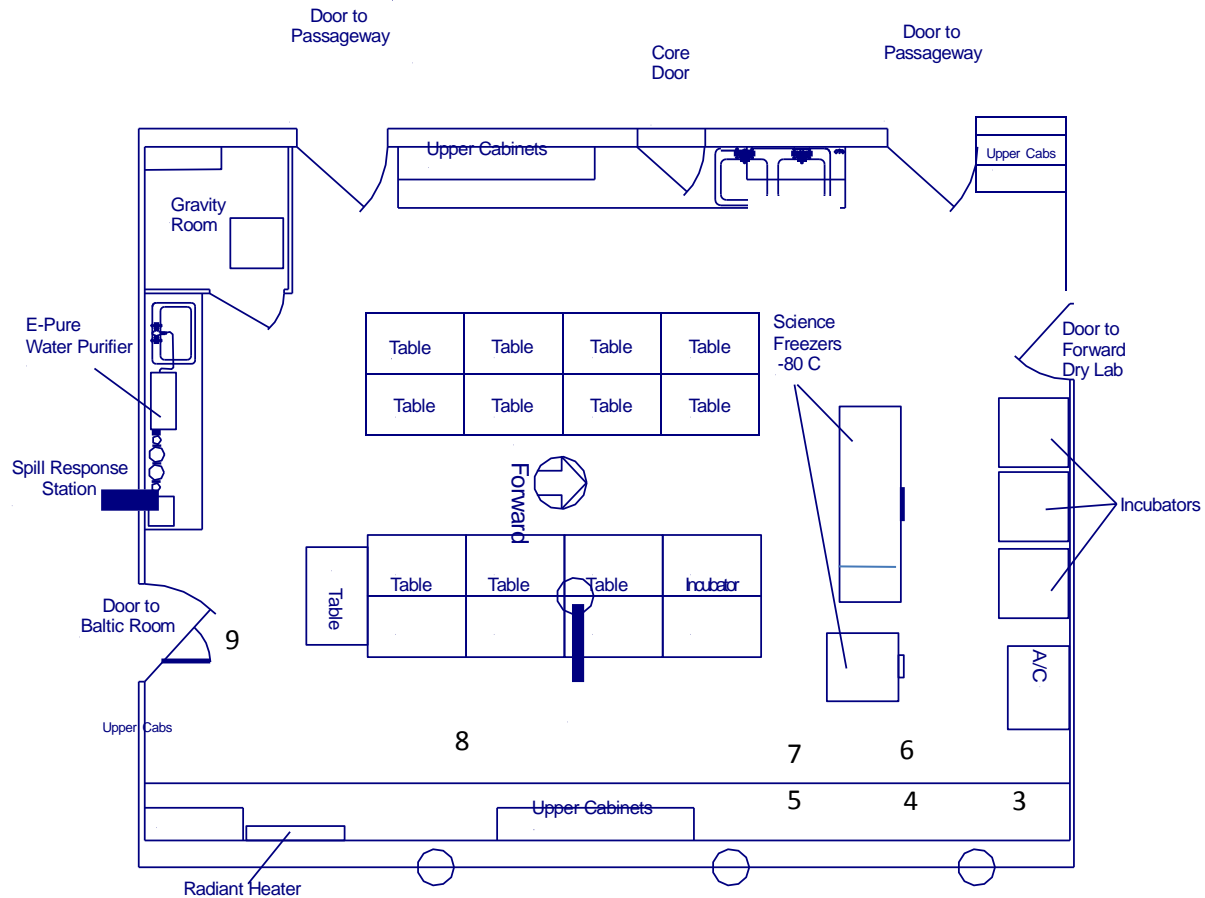 Door to
Passageway
Core
Door
Door to
Passageway
Upper Cabinets
Upper Cabs
Gravity
Room
E-Pure
Water Purifier
Science
Freezers
-80 C
Door to
Forward
Dry Lab
Table Table Table Table
Table Table Table Table
Spill Response
Station
Forward
Incubators
Table Table Table Incubator
Table
Door to
Baltic Room
9
A/C
Upper Cabs
8
7
6
Upper Cabinets
5
4
3
Radiant Heater